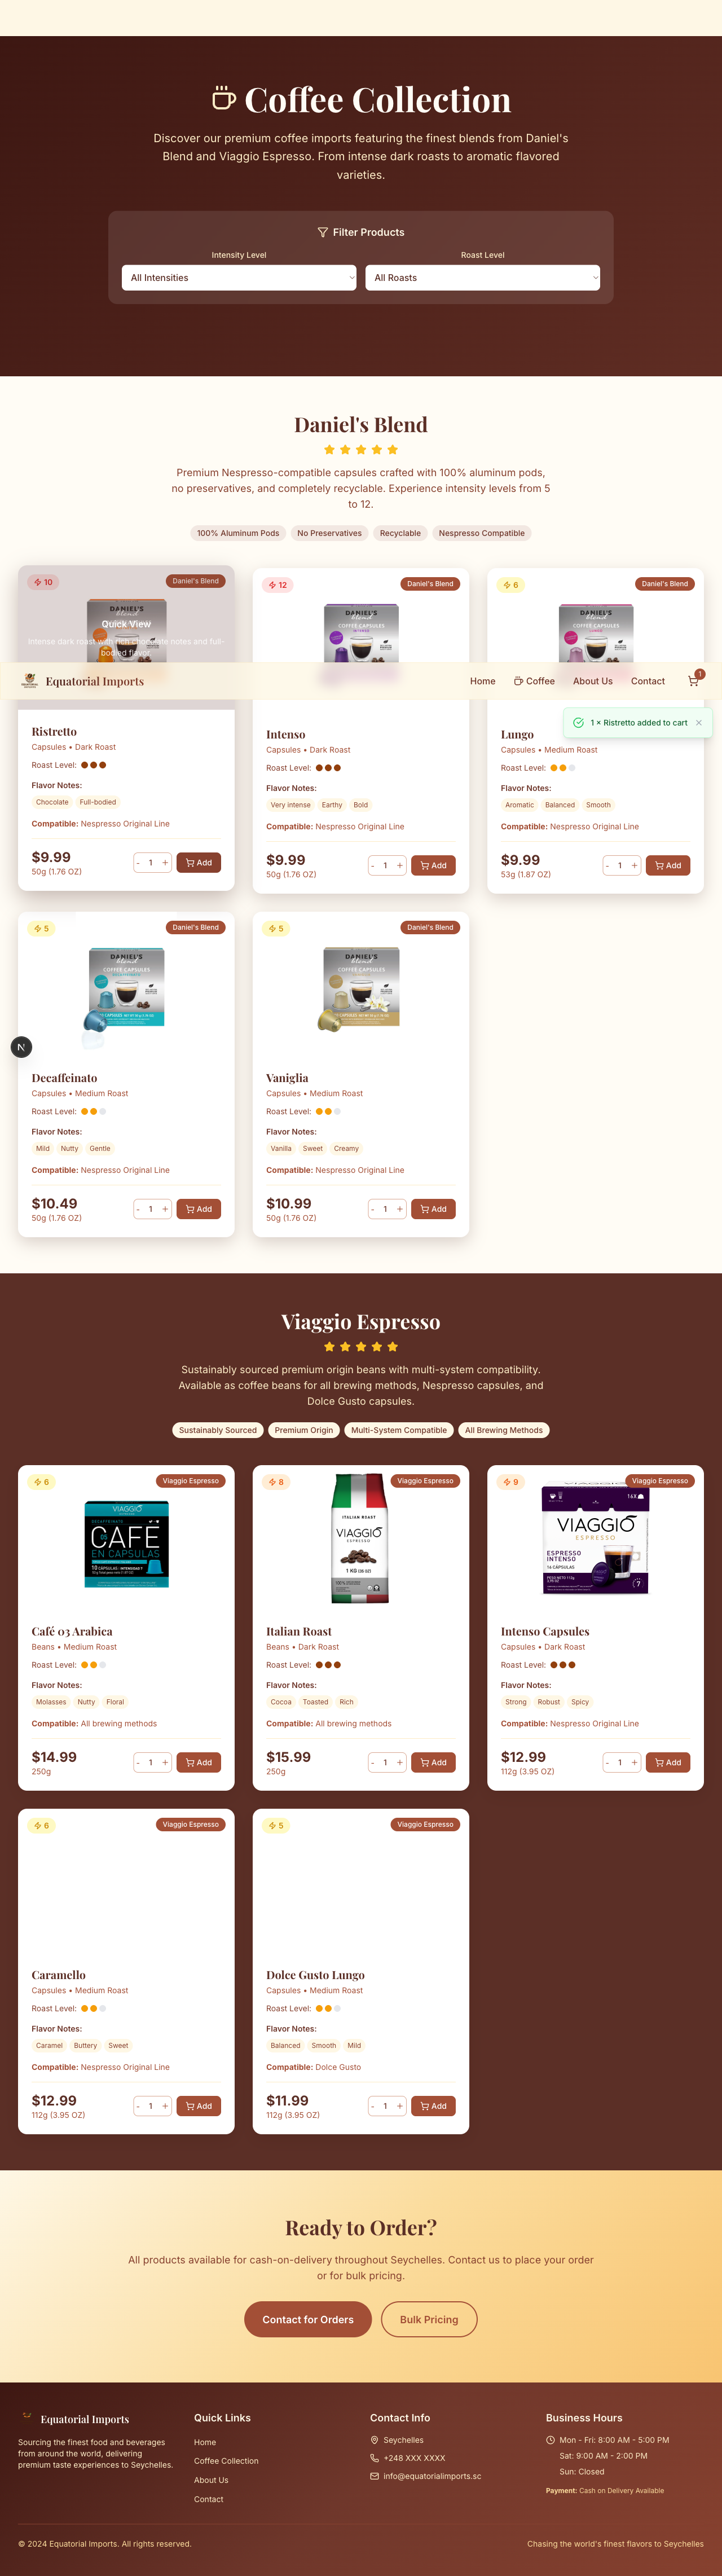 Coffee Collection
Discover our premium coffee imports featuring the finest blends from Daniel's
Blend and Viaggio Espresso. From intense dark roasts to aromatic flavored
varieties.
Filter Products
Intensity Level
Roast Level
All Intensities
All Roasts
Daniel's Blend
Premium Nespresso-compatible capsules crafted with 100% aluminum pods,
no preservatives, and completely recyclable. Experience intensity levels from 5
to 12.
100% Aluminum Pods
No Preservatives
Recyclable
Nespresso Compatible
10
Daniel's Blend
Quick View
Intense dark roast with rich chocolate notes and full-
bodied flavor.
12
Daniel's Blend
6
Daniel's Blend
Equatorial Imports
Home
Coffee
About Us
Contact
1
1 × Ristretto added to cart
Ristretto
Capsules • Dark Roast
Roast Level:
Flavor Notes:
Chocolate
Full-bodied
Compatible: Nespresso Original Line
$9.99
50g (1.76 OZ)
- 1 +
Add
Intenso
Capsules • Dark Roast
Roast Level:
Flavor Notes:
Very intense
Earthy
Bold
Compatible: Nespresso Original Line
$9.99
50g (1.76 OZ)
- 1 +
Add
Lungo
Capsules • Medium Roast
Roast Level:
Flavor Notes:
Aromatic
Balanced
Smooth
Compatible: Nespresso Original Line
$9.99
53g (1.87 OZ)
- 1 +
Add
5
Daniel's Blend
blend
COFFEE CAPSULES
Decaffeinato
Capsules • Medium Roast
Roast Level:
Flavor Notes:
Mild
Nutty
Gentle
Compatible: Nespresso Original Line
$10.49
50g (1.76 OZ)
- 1 +
Add
5
Daniel's Blend
blend
COFFEE CAPSULES
Vaniglia
Capsules • Medium Roast
Roast Level:
Flavor Notes:
Vanilla
Sweet
Creamy
Compatible: Nespresso Original Line
$10.99
50g (1.76 OZ)
- 1 +
Add
N
Viaggio Espresso
Sustainably sourced premium origin beans with multi-system compatibility.
Available as coffee beans for all brewing methods, Nespresso capsules, and
Dolce Gusto capsules.
Sustainably Sourced
Premium Origin
Multi-System Compatible
All Brewing Methods
6
Viaggio Espresso
VIAGGIO
CAFÉ
EN CÁPSULAS
Café 03 Arabica
Beans • Medium Roast
Roast Level:
Flavor Notes:
Molasses
Nutty
Floral
Compatible: All brewing methods
$14.99
250g
- 1 +
Add
8
Viaggio Espresso
ITALIAN ROAST
VIAGGIO
ESPRESSO
1 KG
Italian Roast
Beans • Dark Roast
Roast Level:
Flavor Notes:
Cocoa
Toasted
Rich
Compatible: All brewing methods
$15.99
250g
- 1 +
Add
9
Viaggio Espresso
VIAGGIO
ESPRESSO
ESPRESSO
INTENSO
16 CÁPSULAS
7
Intenso Capsules
Capsules • Dark Roast
Roast Level:
Flavor Notes:
Strong
Robust
Spicy
Compatible: Nespresso Original Line
$12.99
112g (3.95 OZ)
- 1 +
Add
6
Viaggio Espresso
Caramello
Capsules • Medium Roast
Roast Level:
Flavor Notes:
Caramel
Buttery
Sweet
Compatible: Nespresso Original Line
$12.99
112g (3.95 OZ)
- 1 +
Add
5
Viaggio Espresso
Dolce Gusto Lungo
Capsules • Medium Roast
Roast Level:
Flavor Notes:
Balanced
Smooth
Mild
Compatible: Dolce Gusto
$11.99
112g (3.95 OZ)
- 1 +
Add
Ready to Order?
All products available for cash-on-delivery throughout Seychelles. Contact us to place your order
or for bulk pricing.
Contact for Orders
Bulk Pricing
Equatorial Imports
Sourcing the finest food and beverages
from around the world, delivering
premium taste experiences to Seychelles.
Quick Links
Home
Coffee Collection
About Us
Contact
Contact Info
Seychelles
+248 XXX XXXX
info@equatorialimports.sc
Business Hours
Mon - Fri: 8:00 AM - 5:00 PM
Sat: 9:00 AM - 2:00 PM
Sun: Closed
Payment: Cash on Delivery Available
© 2024 Equatorial Imports. All rights reserved.
Chasing the world's finest flavors to Seychelles